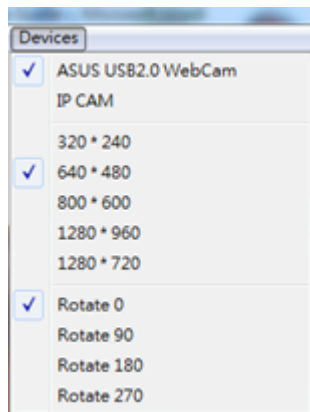 Devices
ASUS USB2.0 WebCam
IP CAM
320 * 240
640 * 480
800 * 600
1280 * 960
1280 * 720
Rotate 0
Rotate 90
Rotate 180
Rotate 270